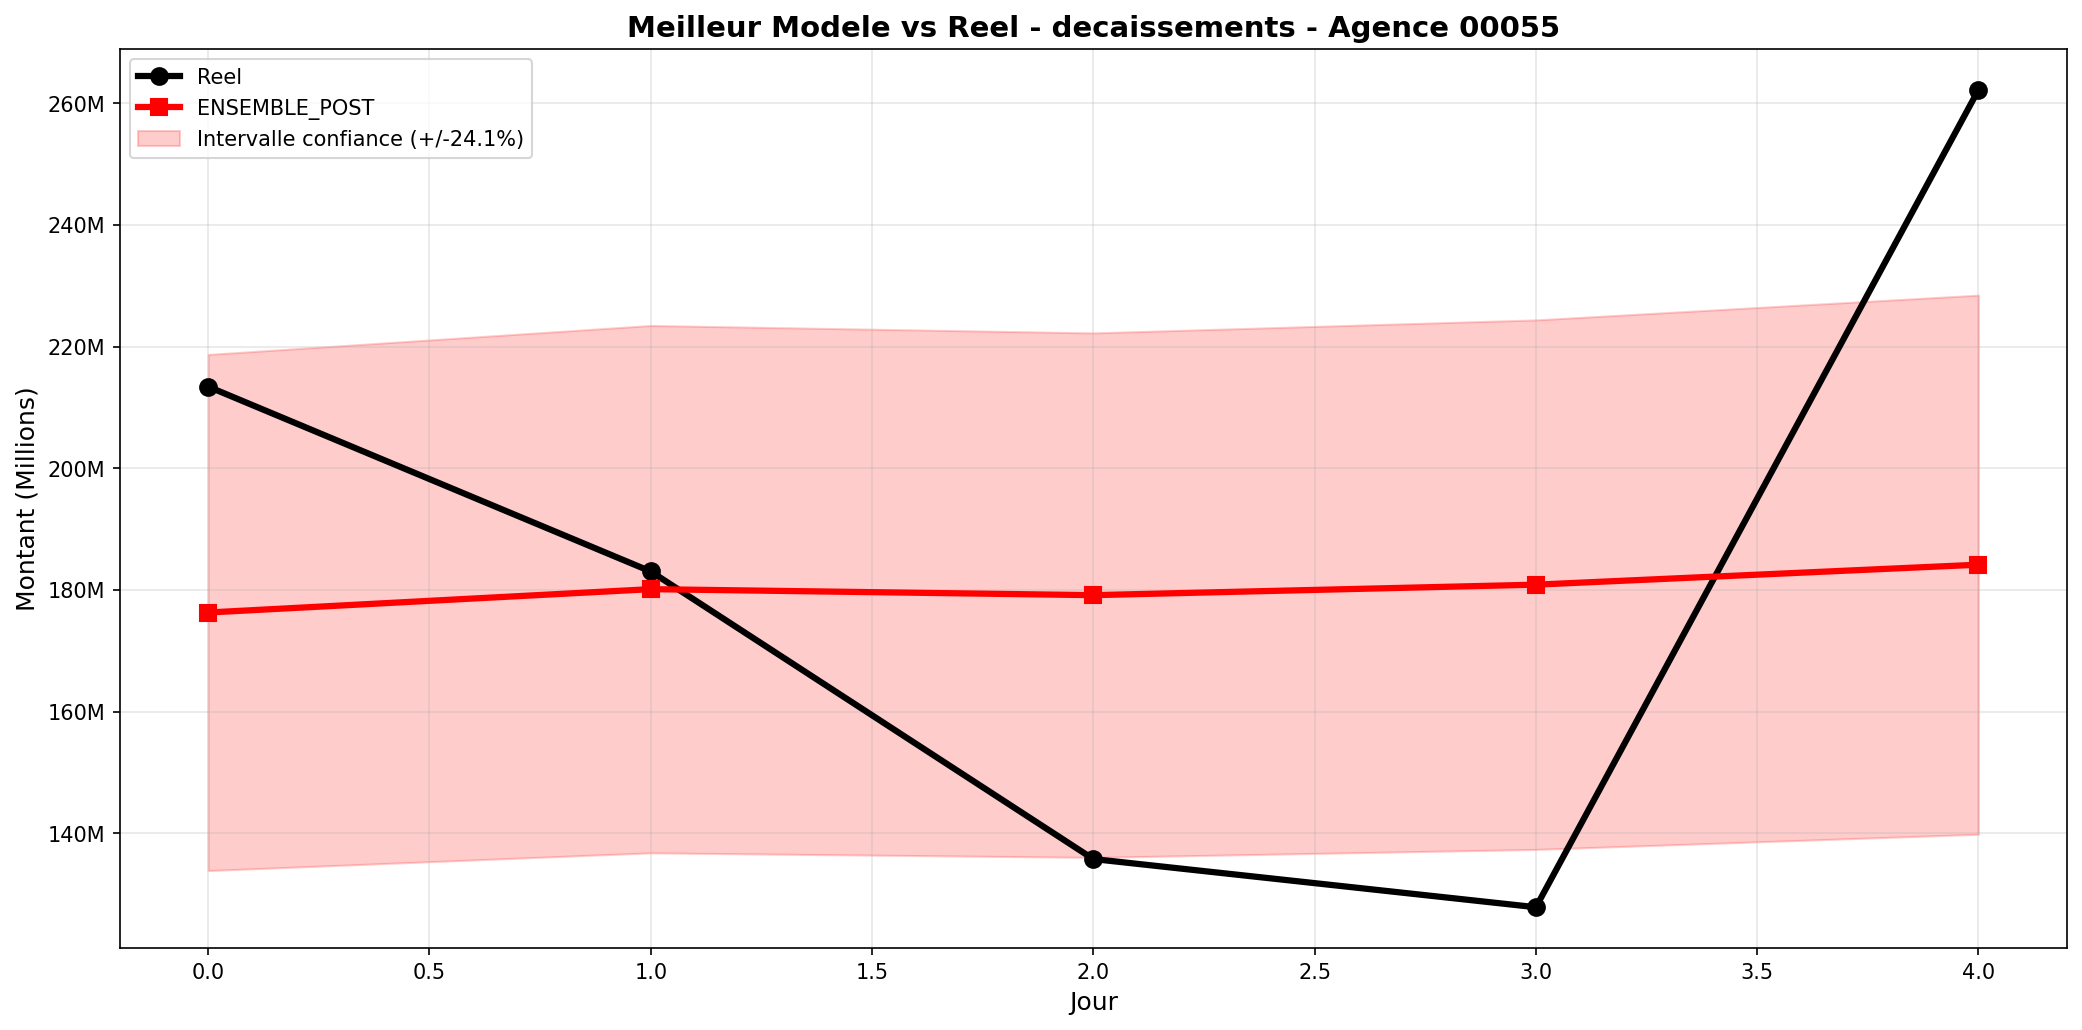 Meilleur Modele vs Reel - decaissements - Agence 00055
Reel
ENSEMBLE_POST
Intervalle confiance (+/-24.1%)
Montant (Millions)
260M
240M
220M
200M
180M
160M
140M
0.0 0.5 1.0 1.5 2.0 2.5 3.0 3.5 4.0
Jour